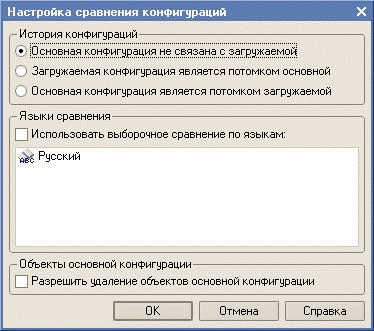 Настройка сравнения конфигураций
История конфигураций
Основная конфигурация не связана с загружаемой
Загружаемая конфигурация является потомком основной
Основная конфигурация является потомком загружаемой
Языки сравнения
Использовать выборочное сравнение по языкам:
ABC Русский
Объекты основной конфигурации
Разрешить удаление объектов основной конфигурации
OK Отмена Справка